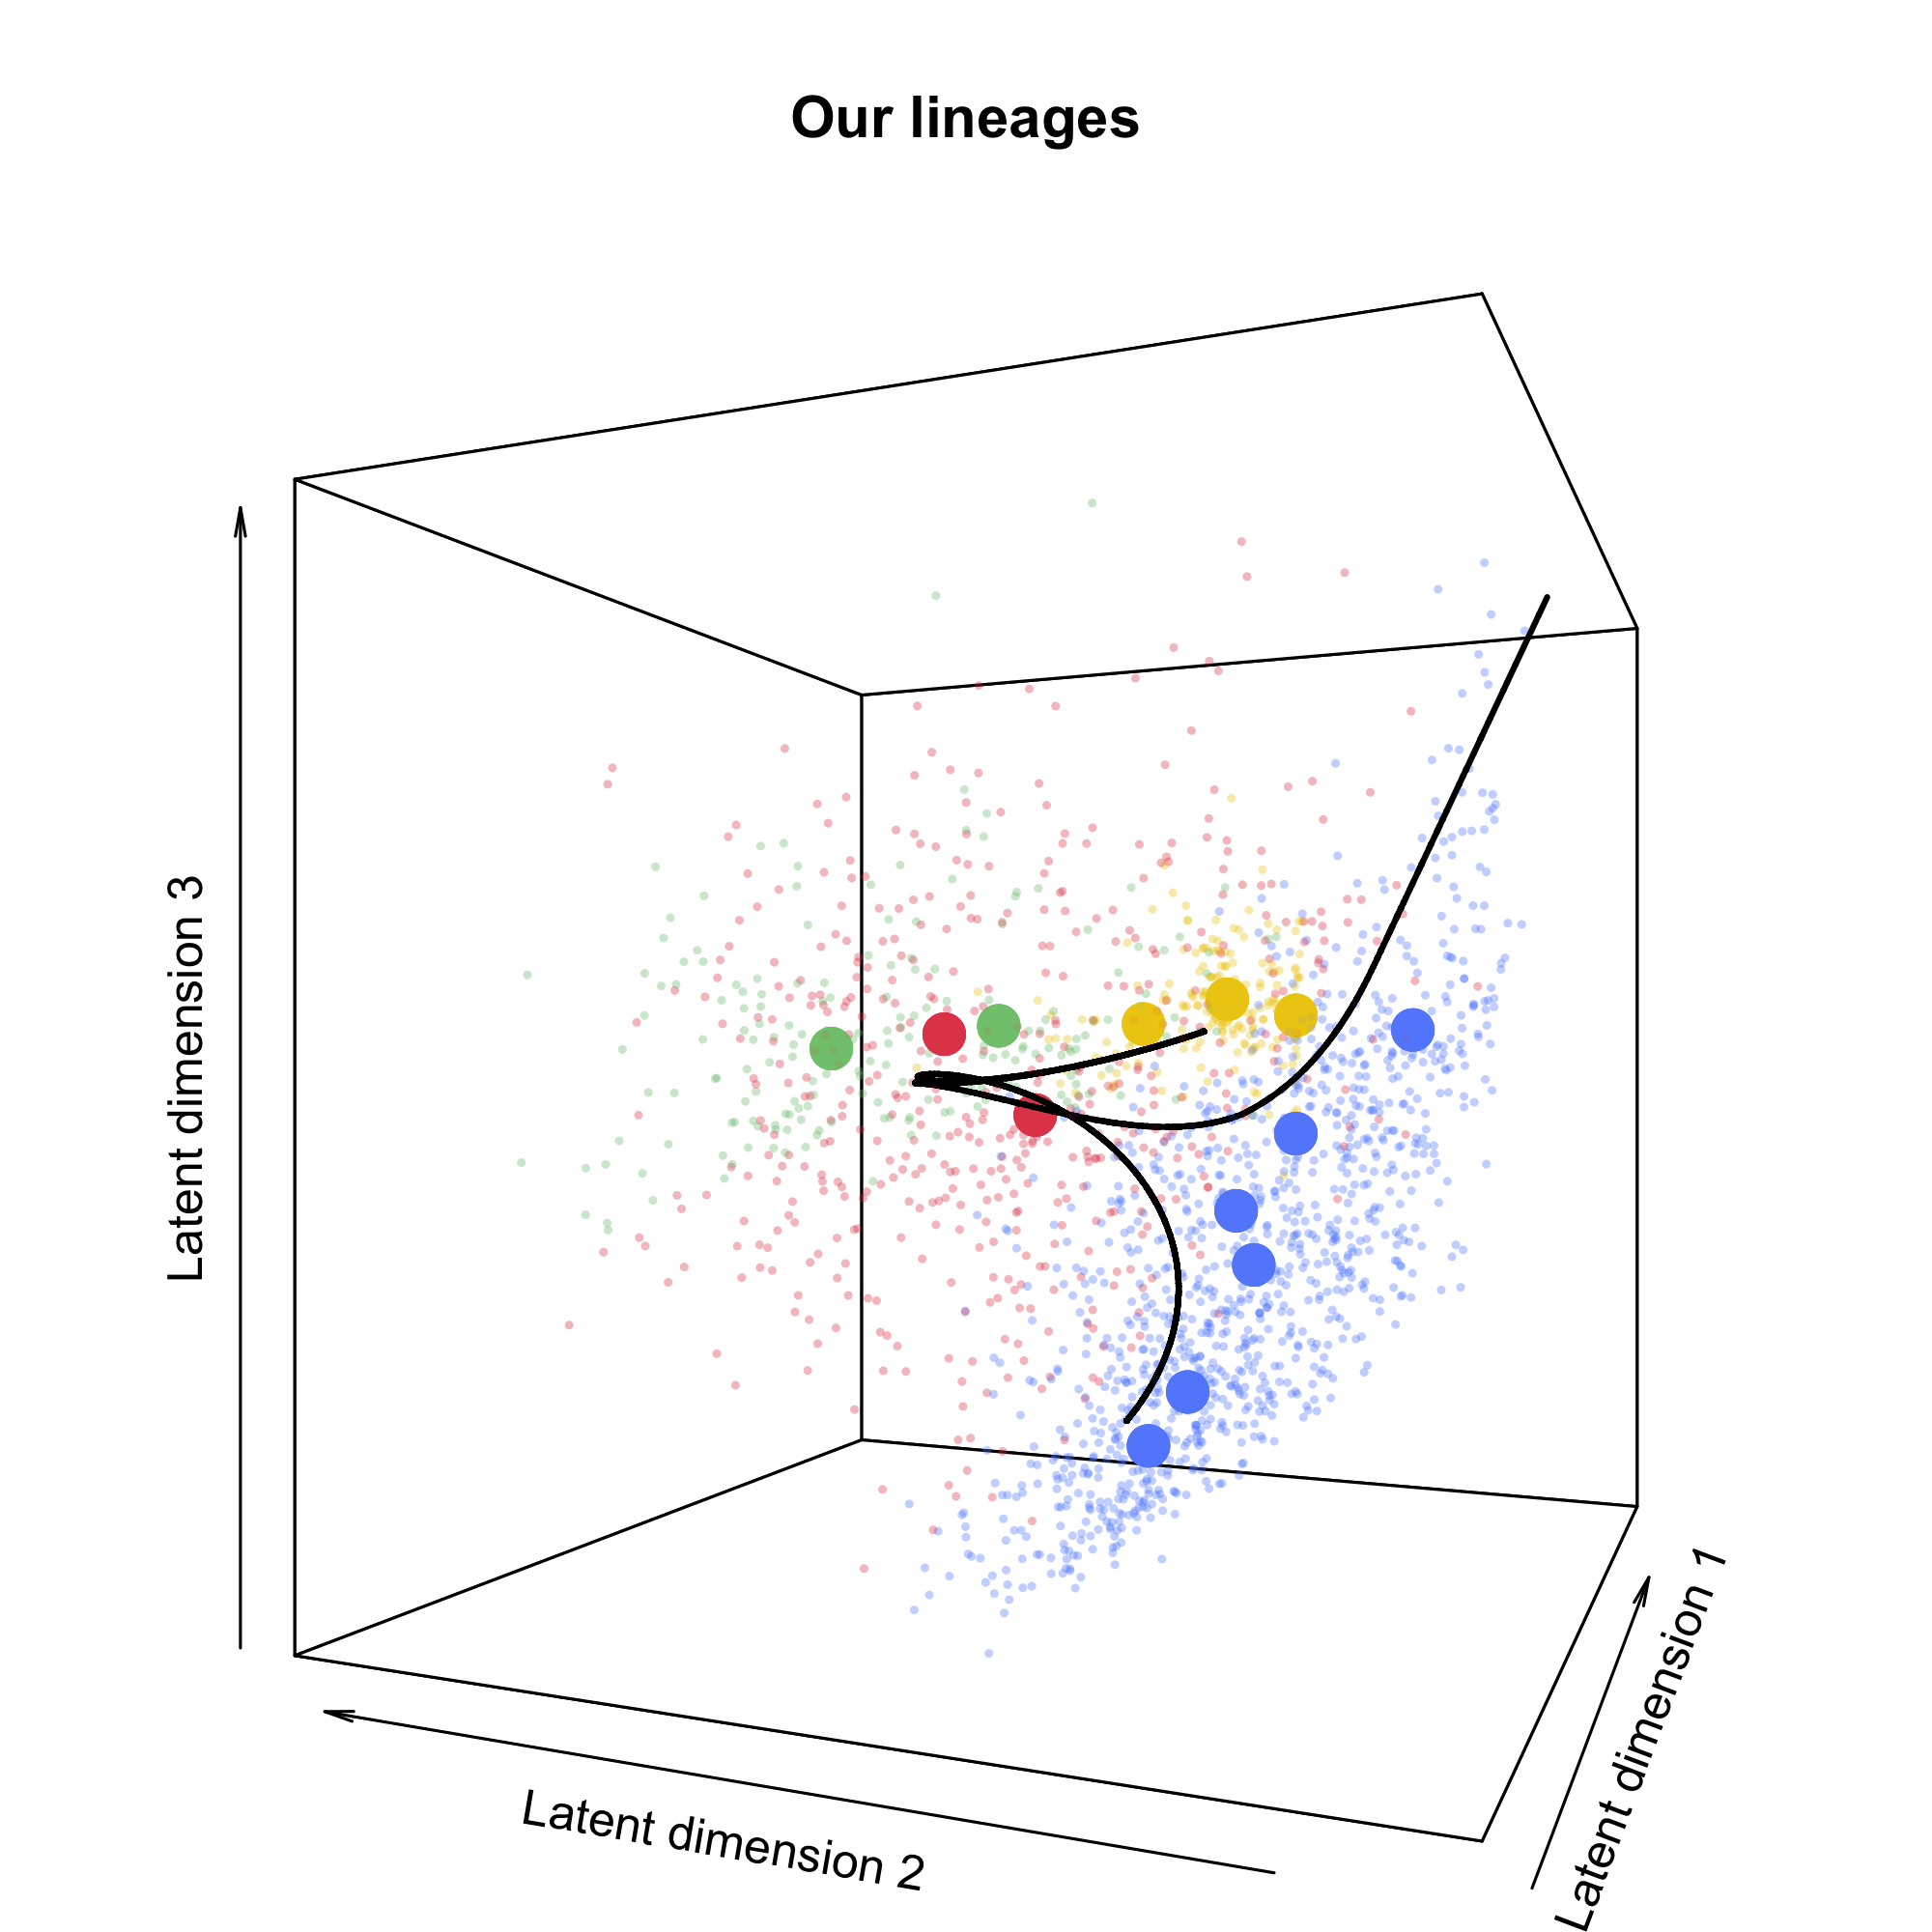 Our lineages
Latent dimension 3
Latent dimension 2
Latent dimension 1